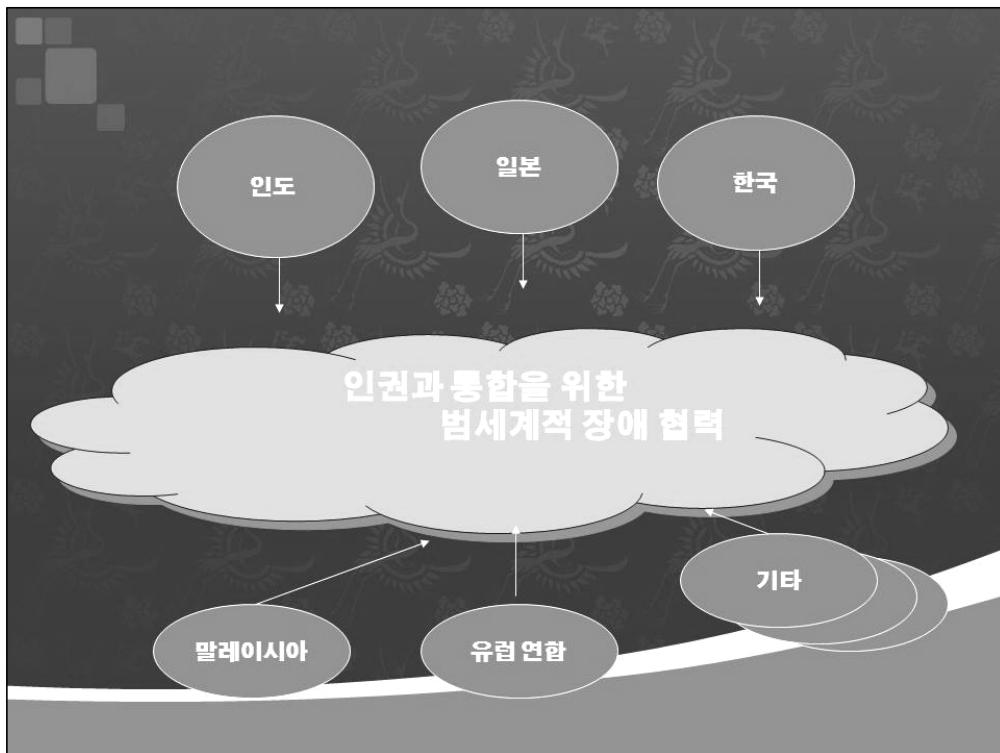 인도
일본
한국
인권과 통합을 위한
범세계적 장애 협력
기타
말레이시아
유럽 연합